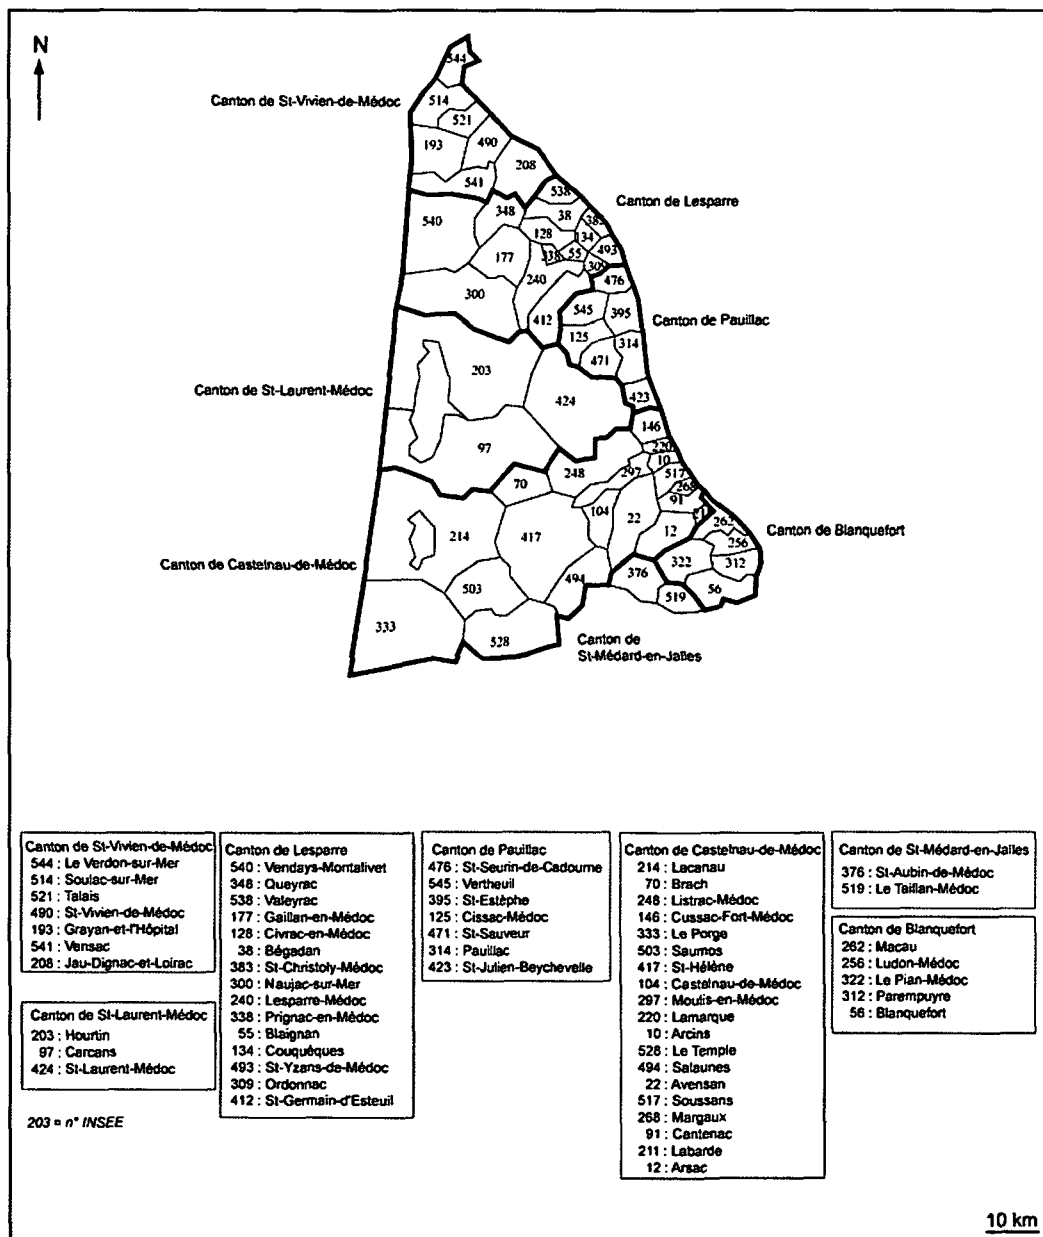 N
544
Canton de St-Vivien-de-Médoc
514
521
193
490
208
541
538
Canton de Lesparre
348
38
383
540
128
134
493
177
338
55
309
240
476
300
545
395
412
Canton de Pauillac
125
314
471
203
Canton de St-Laurent-Médoc
424
423
146
97
220
10
248
297
517
70
268
91
104
22
262
Canton de Blanquefort
214
417
12
256
Canton de Castelnau-de-Médoc
322
312
494
376
503
56
519
333
528
Canton de
St-Médard-en-Jalles
Canton de St-Vivien-de-Médoc
544 : Le Verdon-sur-Mer
514 : Soulac-sur-Mer
521 : Talais
490 : St-Vivien-de-Médoc
193 : Grayan-et-l'Hôpital
541 : Vensac
208 : Jau-Dignac-et-Loirac
Canton de St-Laurent-Médoc
203 : Hourtin
97 : Carcans
424 : St-Laurent-Médoc
203 = n° INSEE
Canton de Lesparre
540 : Vendays-Montalivet
348 : Queyrac
538 : Valeyrac
177 : Gaillan-en-Médoc
128 : Civrac-en-Médoc
38 : Bégadan
383 : St-Christoly-Médoc
300 : Naujac-sur-Mer
240 : Lesparre-Médoc
338 : Prignac-en-Médoc
55 : Blaignan
134 : Couquèques
493 : St-Yzans-de-Médoc
309 : Ordonnac
412 : St-Germain-d'Esteuil
Canton de Pauillac
476 : St-Seurin-de-Cadourne
545 : Vertheuil
395 : St-Estèphe
125 : Cissac-Médoc
471 : St-Sauveur
314 : Pauillac
423 : St-Julien-Beychevelle
Canton de Castelnau-de-Médoc
214 : Lacanau
70 : Brach
248 : Listrac-Médoc
146 : Cussac-Fort-Médoc
333 : Le Porge
503 : Saumos
417 : St-Hélène
104 : Castelnau-de-Médoc
297 : Moulis-en-Médoc
220 : Lamarque
10 : Arcins
528 : Le Temple
494 : Salaunes
22 : Avensan
517 : Soussans
268 : Margaux
91 : Cantenac
211 : Labarde
12 : Arsac
Canton de St-Médard-en-Jalles
376 : St-Aubin-de-Médoc
519 : Le Taillan-Médoc
Canton de Blanquefort
262 : Macau
256 : Ludon-Médoc
322 : Le Pian-Médoc
312 : Parempuyre
56 : Blanquefort
10 km